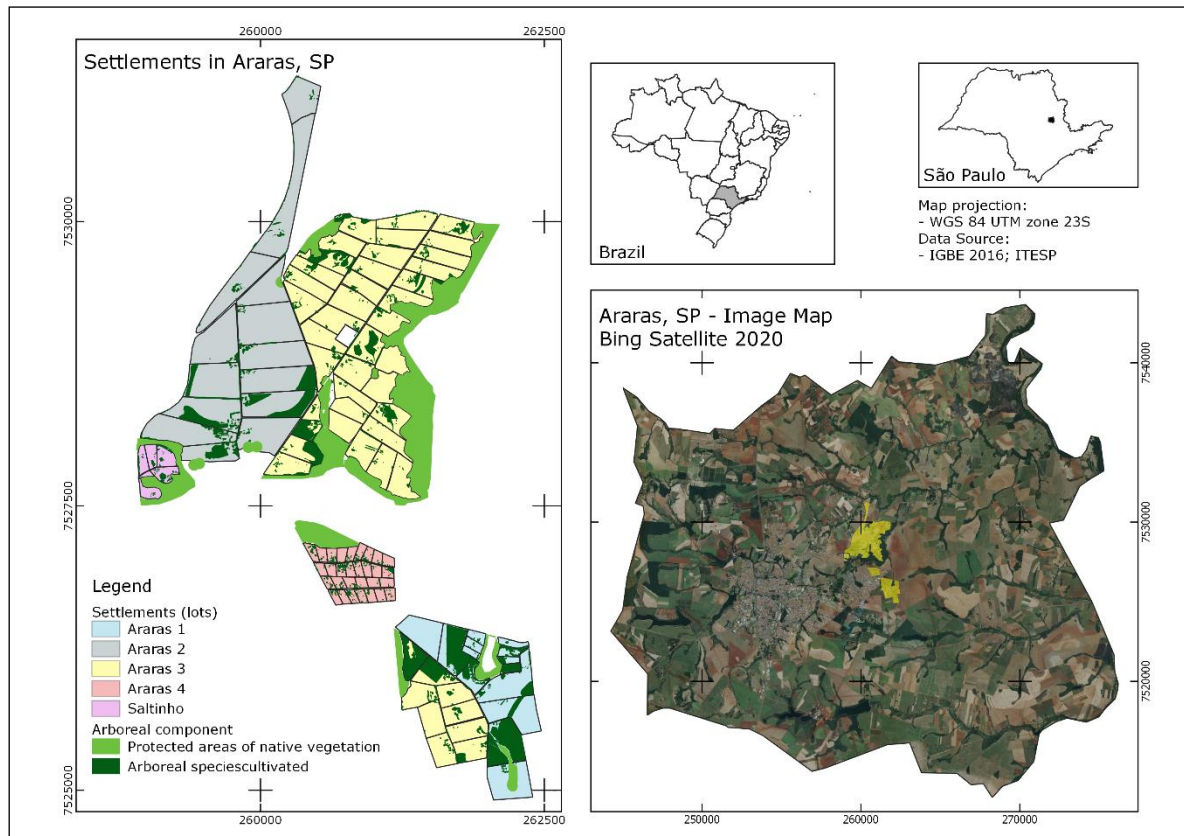 260000
262500
Settlements in Araras, SP
7530000
7527500
7525000
Legend
Settlements (lots)
Araras 1
Araras 2
Araras 3
Araras 4
Saltinho
Arboreal component
Protected areas of native vegetation
Arboreal speciescultivated
260000
262500
Brazil
São Paulo
Map projection:
- WGS 84 UTM zone 23S
Data Source:
- IGBE 2016; ITESP
Araras, SP - Image Map
Bing Satellite 2020
7540000
7530000
7520000
250000
260000
270000